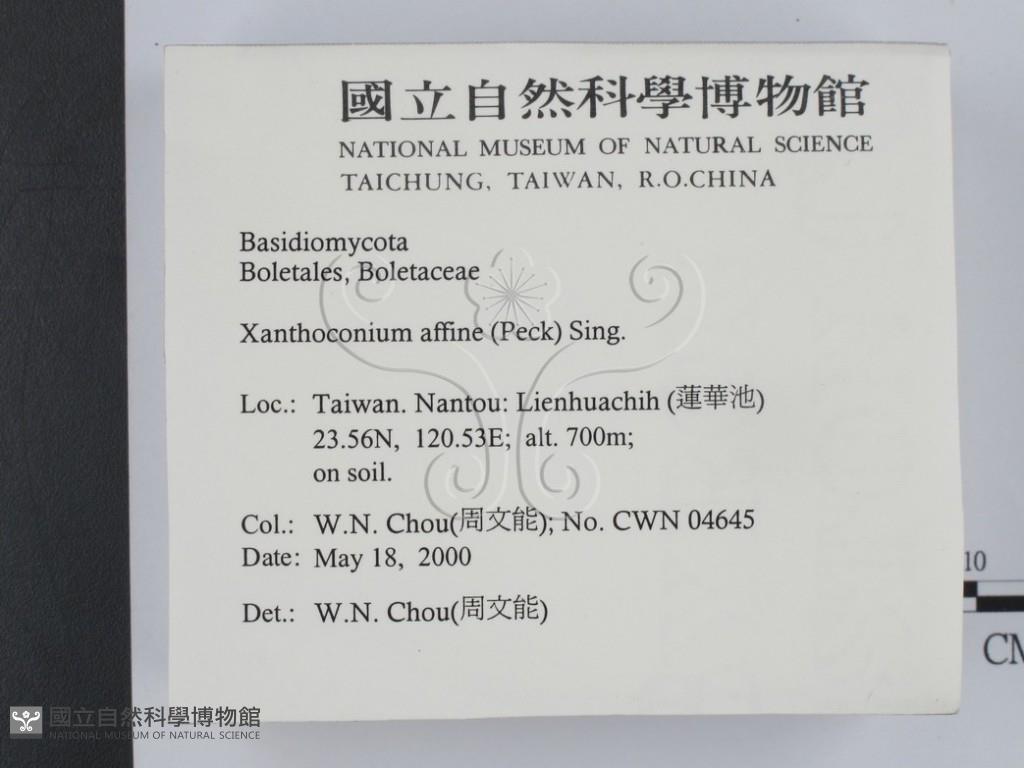 國立自然科學博物館
NATIONAL MUSEUM OF NATURAL SCIENCE
TAICHUNG, TAIWAN, R.O.CHINA
Basidiomycota
Boletales, Boletaceae
Xanthoconium affine (Peck) Sing.
Loc.: Taiwan. Nantou: Lienhuachih (蓮華池)
23.56N, 120.53E; alt. 700m;
on soil.
Col.: W.N. Chou(周文能); No. CWN 04645
Date: May 18, 2000
Det.: W.N. Chou(周文能)
10
CM
國立自然科學博物館
NATIONAL MUSEUM OF NATURAL SCIENCE